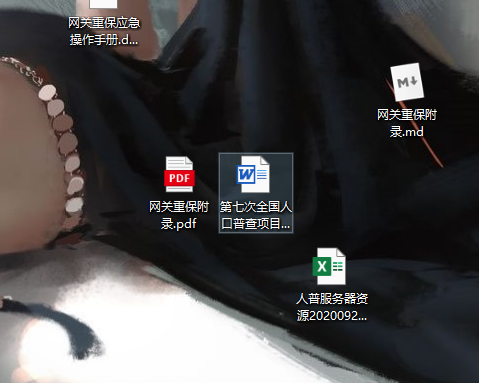 网关重保应急
操作手册.d...
M↓
网关重保附
录.md
PDF
网关重保附
录.pdf
W
第七次全国人
口普查项目...
X
人普服务器资
源2020092...